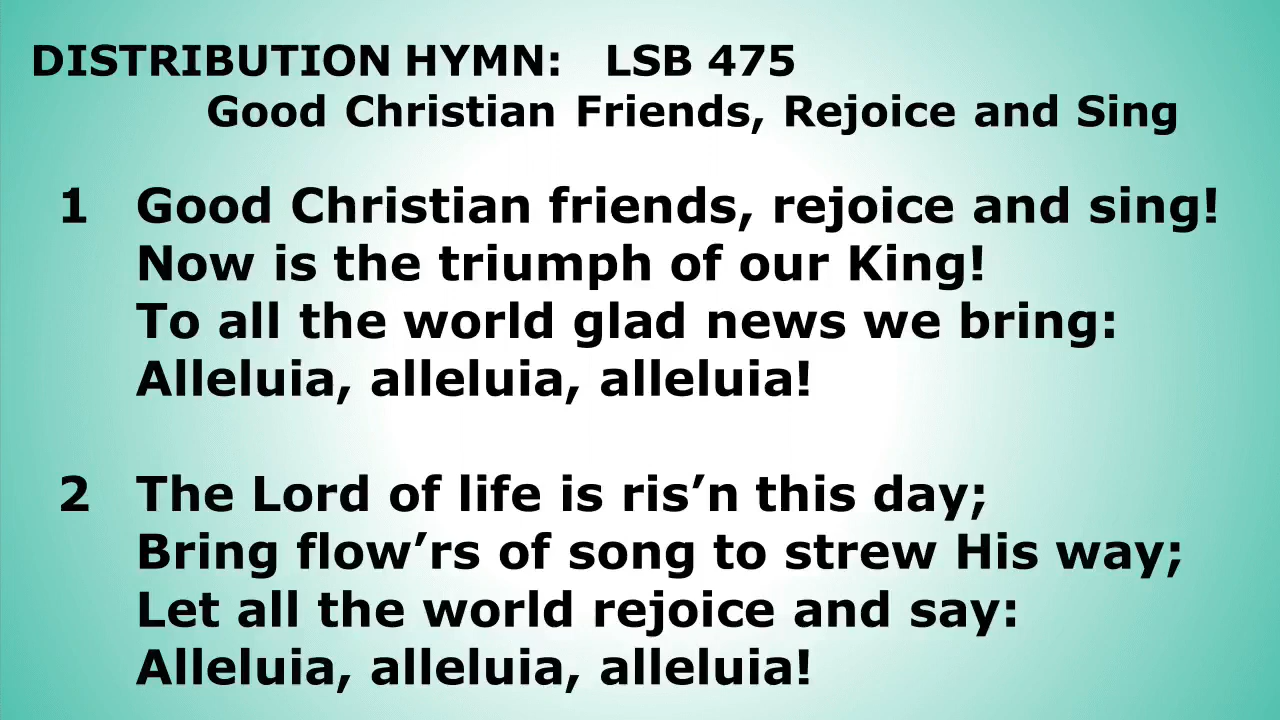 DISTRIBUTION HYMN: LSB 475
Good Christian Friends, Rejoice and Sing
1 Good Christian friends, rejoice and sing!
Now is the triumph of our King!
To all the world glad news we bring:
Alleluia, alleluia, alleluia!
2 The Lord of life is ris’n this day;
Bring flow’rs of song to strew His way;
Let all the world rejoice and say:
Alleluia, alleluia, alleluia!